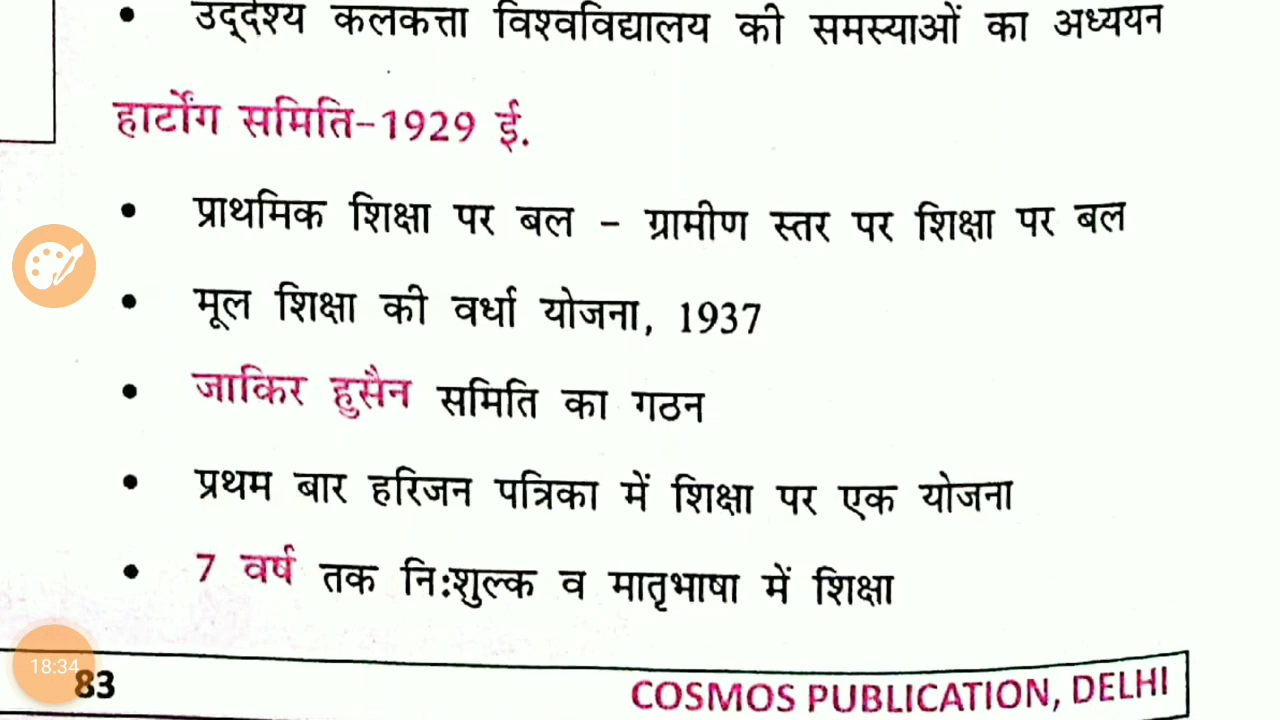 • उद्देश्य कलकत्ता विश्वविद्यालय की समस्याओं का अध्ययन
हार्टोंग समिति-1929 ई.
• प्राथमिक शिक्षा पर बल – ग्रामीण स्तर पर शिक्षा पर बल
• मूल शिक्षा की वर्धा योजना, 1937
• जाकिर हुसैन समिति का गठन
• प्रथम बार हरिजन पत्रिका में शिक्षा पर एक योजना
• 7 वर्ष तक नि:शुल्क व मातृभाषा में शिक्षा
18:34
83
COSMOS PUBLICATION, DELHI